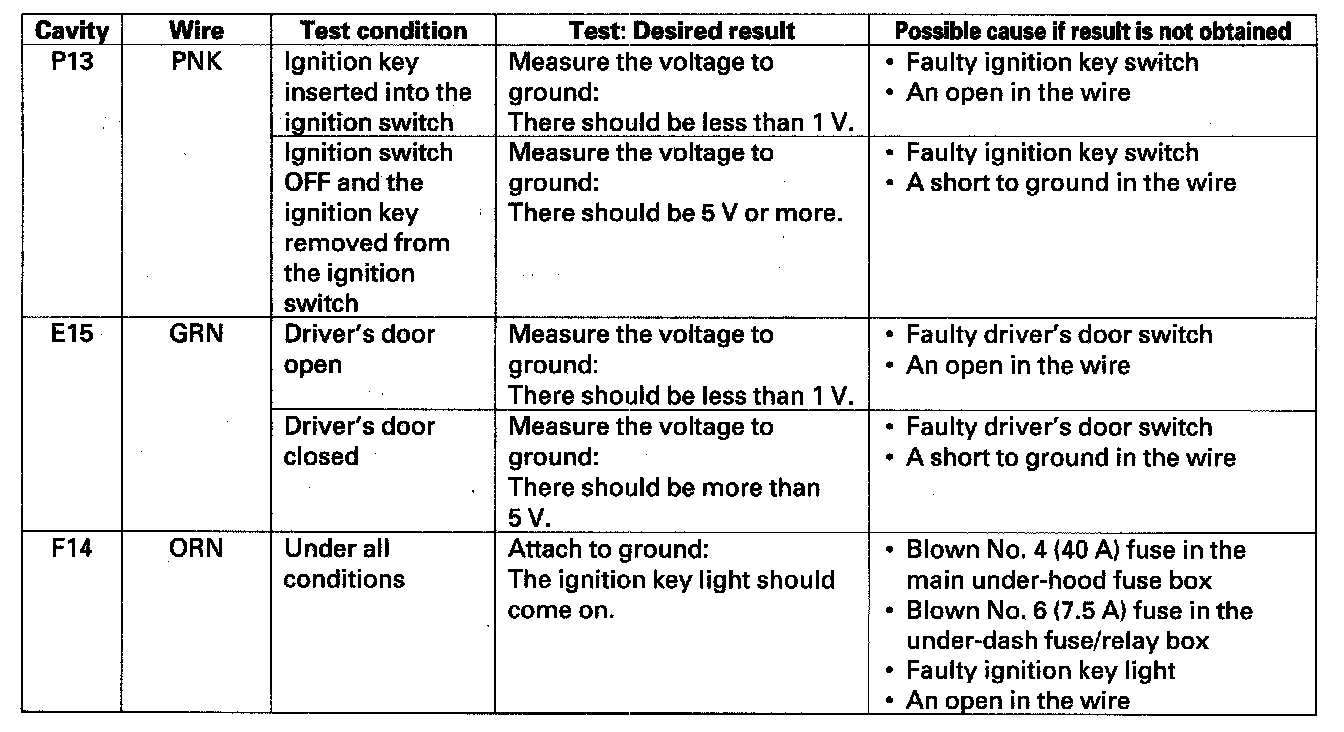 Cavity Wire Test condition Test: Desired result Possible cause if result is not obtained
P13 PNK Ignition key Measure the voltage to • Faulty ignition key switch
inserted into the ground: • An open in the wire
ignition switch There should be less than 1 V.
Ignition switch Measure the voltage to • Faulty ignition key switch
OFF and the ground: • A short to ground in the wire
ignition key There should be 5 V or more.
removed from
the ignition
switch
E15 GRN Driver's door Measure the voltage to • Faulty driver's door switch
open ground: • An open in the wire
There should be less than 1 V.
Driver's door Measure the voltage to • Faulty driver's door switch
closed ground: • A short to ground in the wire
There should be more than
5 V.
F14 ORN Under all Attach to ground: • Blown No. 4 (40 A) fuse in the
conditions The ignition key light should main under-hood fuse box
come on. • Blown No. 6 (7.5 A) fuse in the
under-dash fuse/relay box
• Faulty ignition key light
• An open in the wire